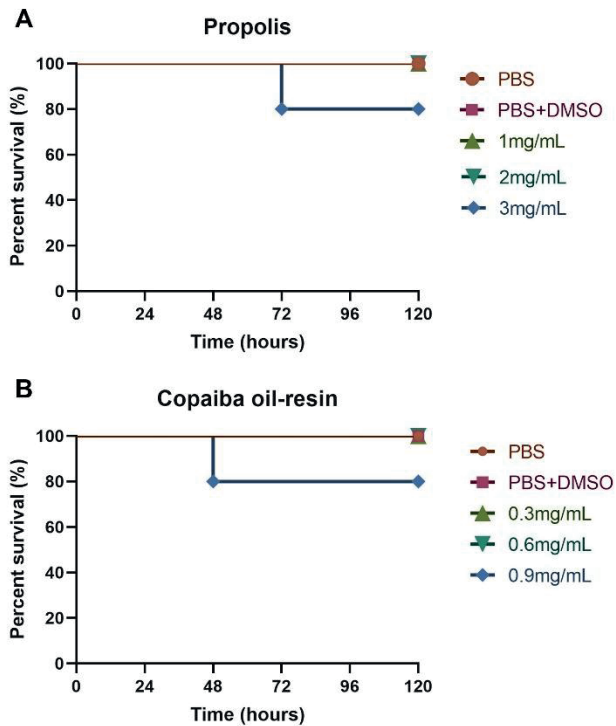 A
Propolis
Percent survival (%)
100
80
60
40
20
0
0 24 48 72 96 120
Time (hours)
PBS
PBS+DMSO
1mg/mL
2mg/mL
3mg/mL
B
Copaiba oil-resin
Percent survival (%)
100
80
60
40
20
0
0 24 48 72 96 120
Time (hours)
PBS
PBS+DMSO
0.3mg/mL
0.6mg/mL
0.9mg/mL